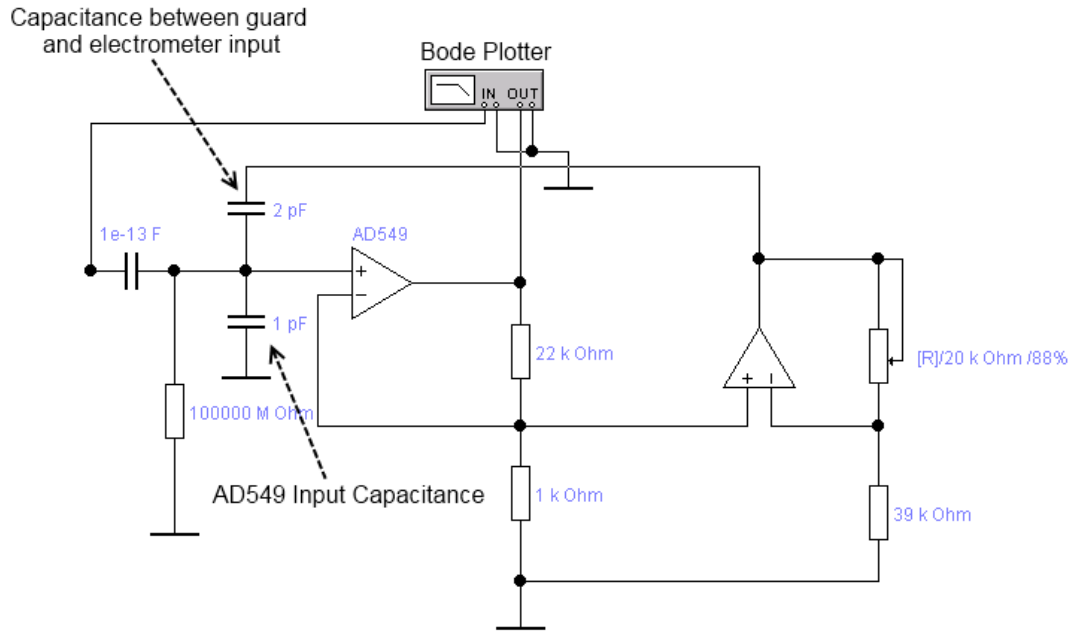 Capacitance between guard
and electrometer input
Bode Plotter
IN OUT
2 pF
1e-13 F
AD549
+
−
1 pF
22 k Ohm
[R]/20 k Ohm /88%
+ −
100000 M Ohm
AD549 Input Capacitance
1 k Ohm
39 k Ohm